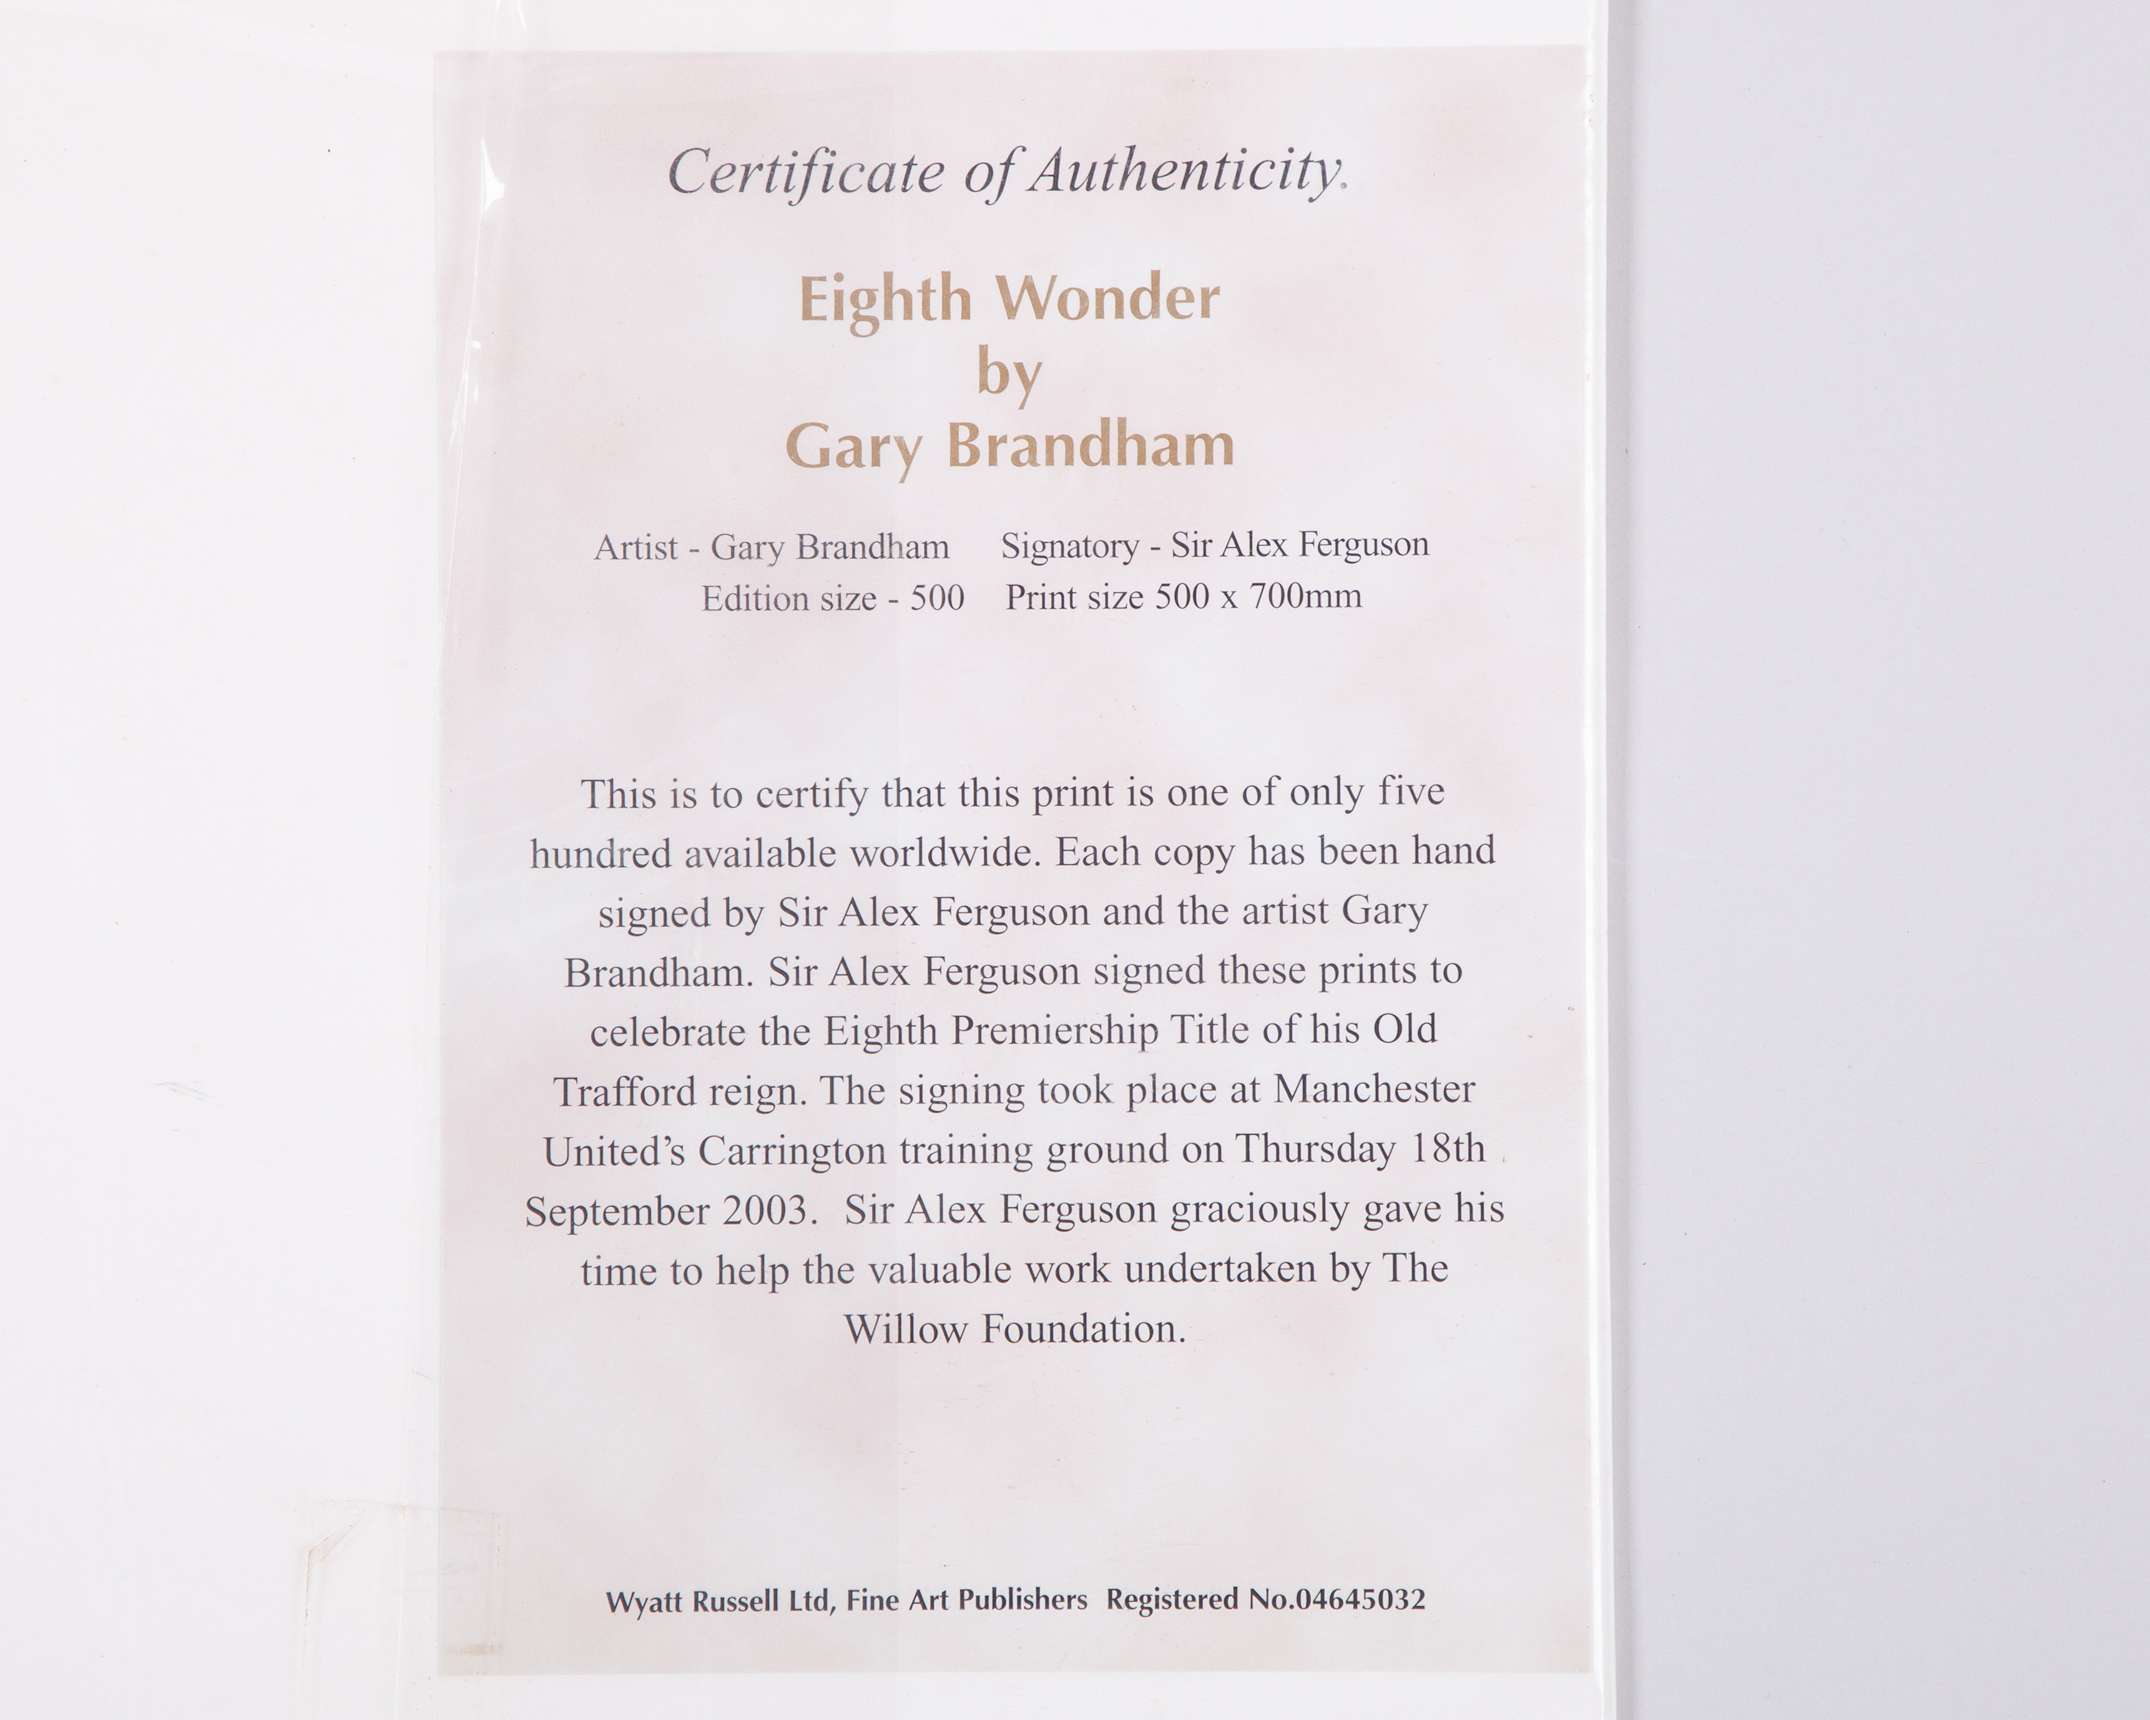 Certificate of Authenticity.
Eighth Wonder
by
Gary Brandham
Artist - Gary Brandham Signatory - Sir Alex Ferguson
Edition size - 500 Print size 500 x 700mm
This is to certify that this print is one of only five
hundred available worldwide. Each copy has been hand
signed by Sir Alex Ferguson and the artist Gary
Brandham. Sir Alex Ferguson signed these prints to
celebrate the Eighth Premiership Title of his Old
Trafford reign. The signing took place at Manchester
United's Carrington training ground on Thursday 18th
September 2003. Sir Alex Ferguson graciously gave his
time to help the valuable work undertaken by The
Willow Foundation.
Wyatt Russell Ltd, Fine Art Publishers Registered No.04645032